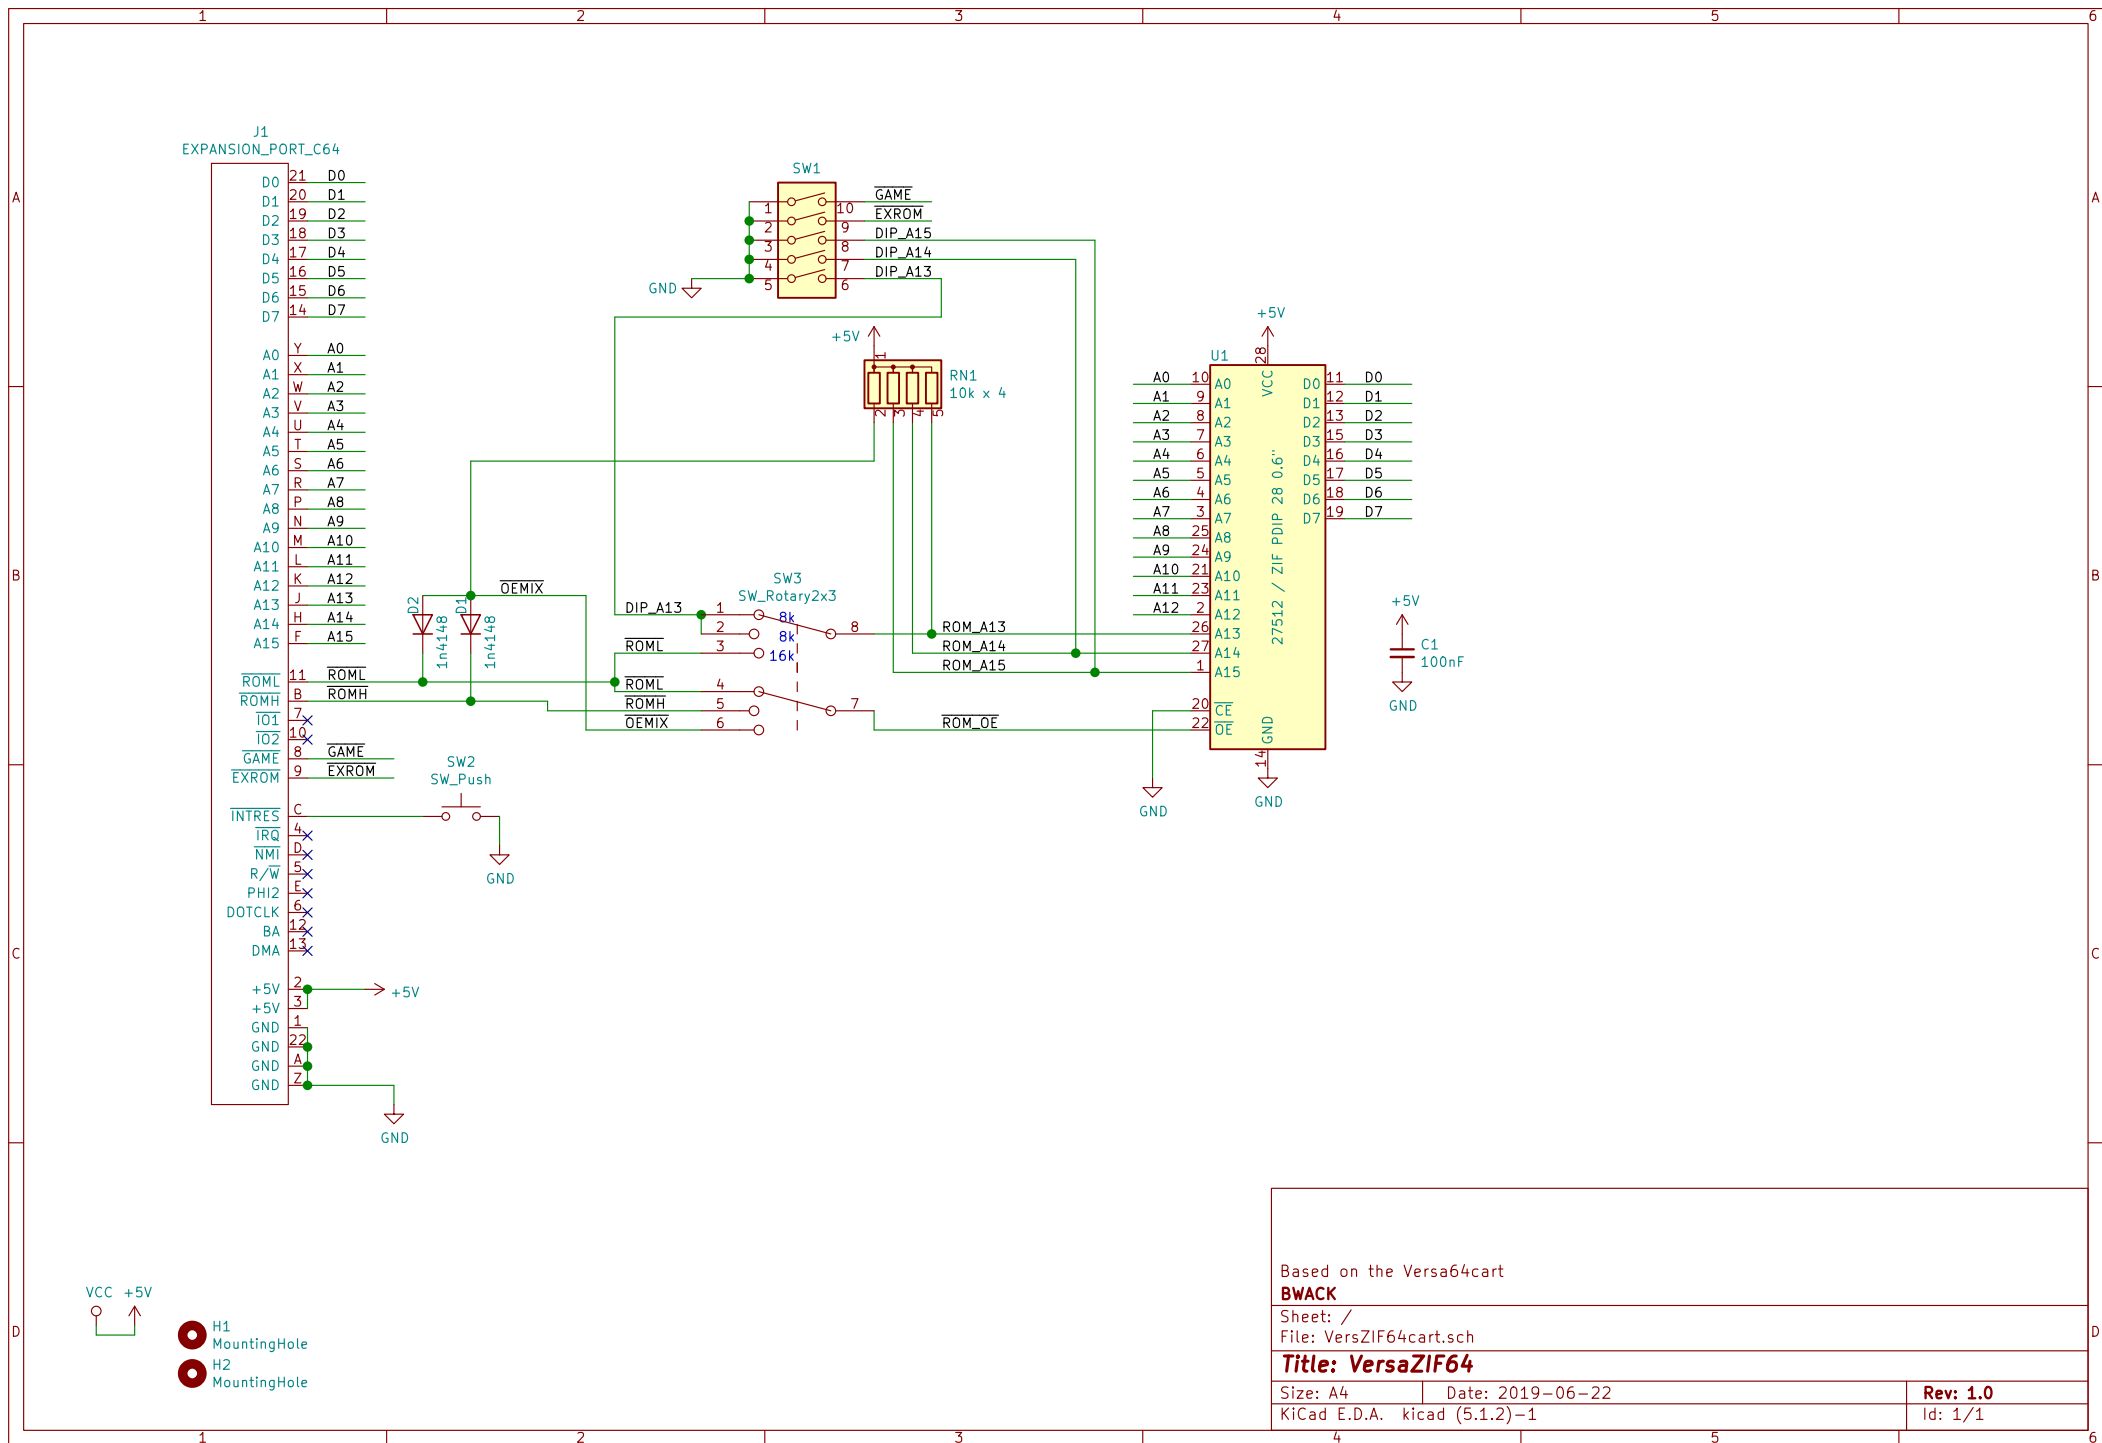 1 2 3 4 5 6
A A
B B
C C
D D
J1
EXPANSION_PORT_C64
D0 21 D0
D1 20 D1
D2 19 D2
D3 18 D3
D4 17 D4
D5 16 D5
D6 15 D6
D7 14 D7
A0 Y A0
A1 X A1
A2 W A2
A3 V A3
A4 U A4
A5 T A5
A6 S A6
A7 R A7
A8 P A8
A9 N A9
A10 M A10
A11 L A11
A12 K A12
A13 J A13
A14 H A14
A15 F A15
ROML 11 ROML
ROMH B ROMH
IO1 7
IO2 10
GAME 8 GAME
EXROM 9 EXROM
INTRES C
IRQ 4
NMI D
R/W 5
PHI2 E
DOTCLK 6
BA 12
DMA 13
+5V 2 +5V
+5V 3
GND 1
GND 22
GND A
GND Z
GND
D2 1n4148
D1 1n4148
OEMIX
SW2
SW_Push
GND
SW1
1 10 GAME
2 9 EXROM
3 8 DIP_A15
4 7 DIP_A14
5 6 DIP_A13
GND
+5V
1
RN1
10k x 4
2 3 4 5
SW3
SW_Rotary2x3
DIP_A13 1 8k
2 8k 8 ROM_A13
ROML 3 16k ROM_A14
ROM_A15
ROML 4
ROMH 5 7
OEMIX 6 ROM_OE
+5V
U1 28 VCC
A0 10 A0 D0 11 D0
A1 9 A1 D1 12 D1
A2 8 A2 D2 13 D2
A3 7 A3 D3 15 D3
A4 6 A4 D4 16 D4
A5 5 A5 D5 17 D5
A6 4 A6 D6 18 D6
A7 3 A7 D7 19 D7
A8 25 A8
A9 24 A9
A10 21 A10
A11 23 A11
A12 2 A12
26 A13
27 A14
1 A15
20 CE
22 OE
27512 / ZIF PDIP 28 0.6"
GND 14
GND
GND
+5V
C1
100nF
GND
VCC +5V
H1
MountingHole
H2
MountingHole
Based on the Versa64cart
BWACK
Sheet: /
File: VersZIF64cart.sch
Title: VersaZIF64
Size: A4 Date: 2019-06-22 Rev: 1.0
KiCad E.D.A. kicad (5.1.2)-1 Id: 1/1
1 2 3 4 5 6